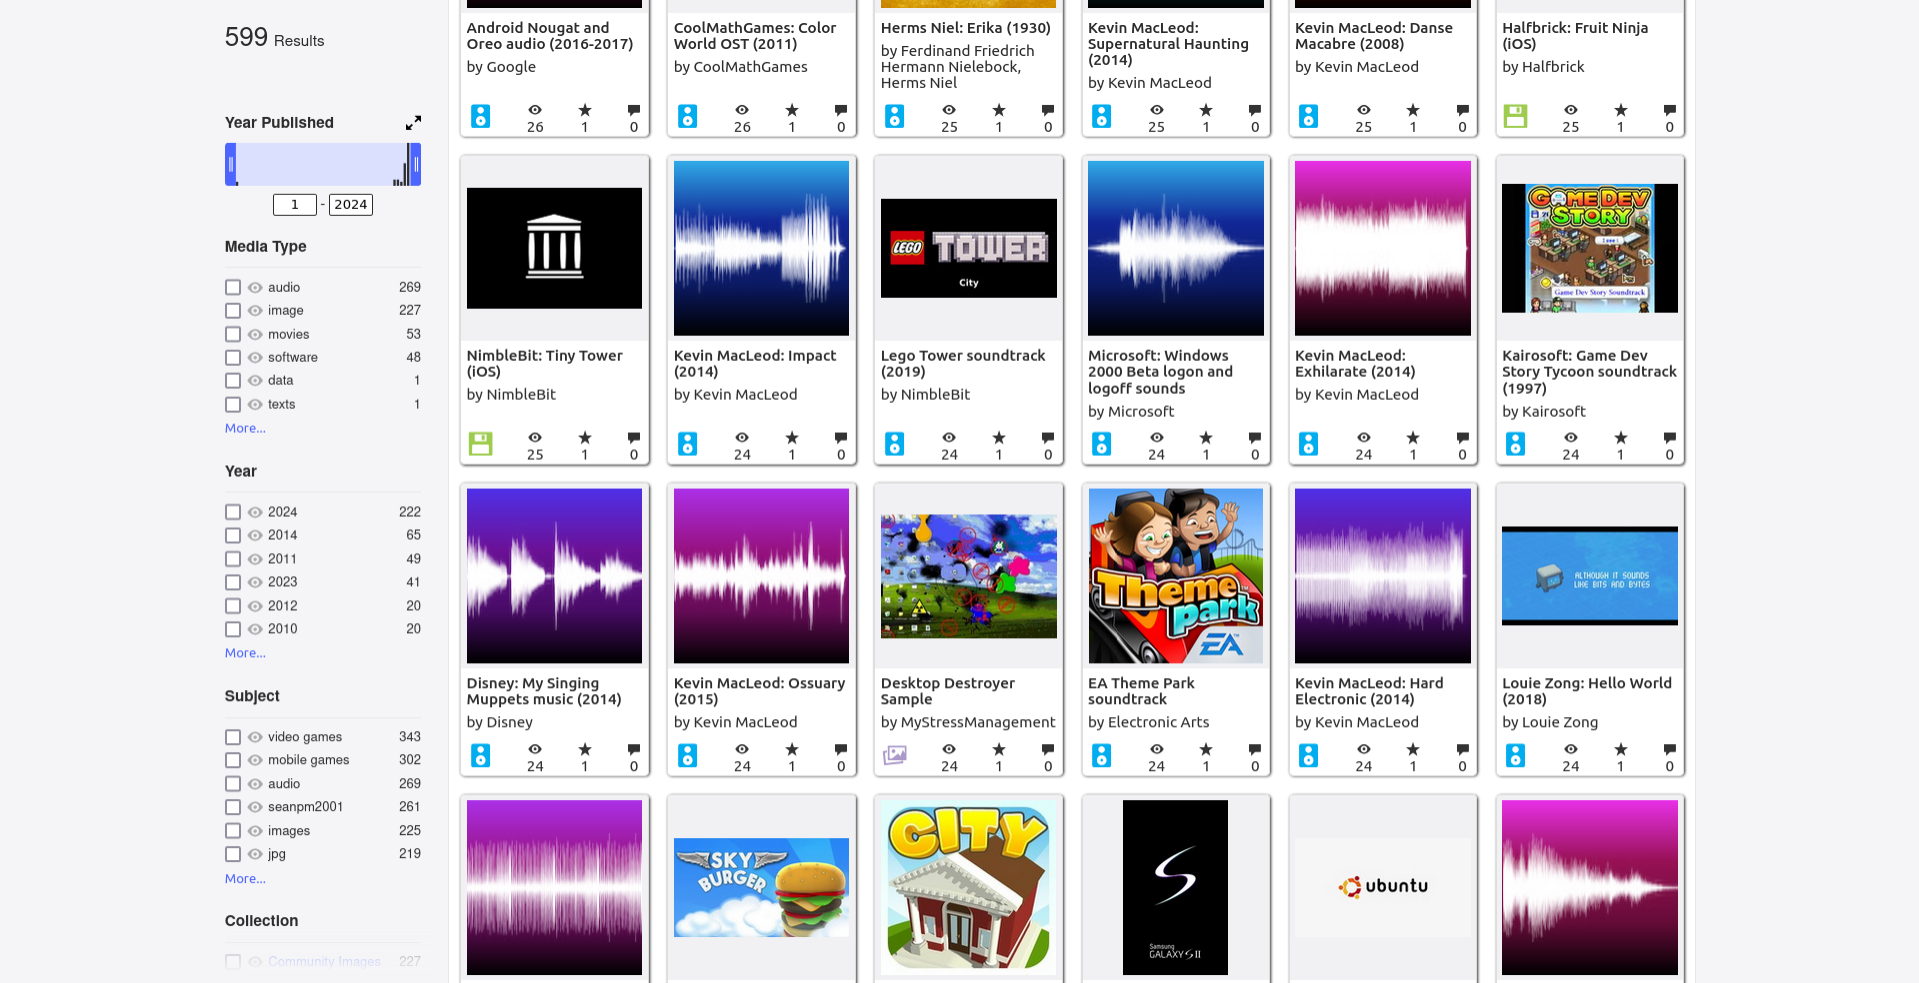 599 Results
Year Published
1 - 2024
Media Type
audio 269
image 227
movies 53
software 48
data 1
texts 1
More...
Year
2024 222
2014 65
2011 49
2023 41
2012 20
2010 20
More...
Subject
video games 343
mobile games 302
audio 269
seanpm2001 261
images 225
jpg 219
More...
Collection
Community Images 227
Android Nougat and
Oreo audio (2016-2017)
by Google
26 1 0
CoolMathGames: Color
World OST (2011)
by CoolMathGames
26 1 0
Herms Niel: Erika (1930)
by Ferdinand Friedrich
Hermann Nielebock,
Herms Niel
25 1 0
Kevin MacLeod:
Supernatural Haunting
(2014)
by Kevin MacLeod
25 1 0
Kevin MacLeod: Danse
Macabre (2008)
by Kevin MacLeod
25 1 0
Halfbrick: Fruit Ninja
(iOS)
by Halfbrick
25 1 0
NimbleBit: Tiny Tower
(iOS)
by NimbleBit
25 1 0
Kevin MacLeod: Impact
(2014)
by Kevin MacLeod
24 1 0
LEGO TOWER
City
Lego Tower soundtrack
(2019)
by NimbleBit
24 1 0
Microsoft: Windows
2000 Beta logon and
logoff sounds
by Microsoft
24 1 0
Kevin MacLeod:
Exhilarate (2014)
by Kevin MacLeod
24 1 0
GAME DEV
STORY
Game Dev Story Soundtrack
Kairosoft: Game Dev
Story Tycoon soundtrack
(1997)
by Kairosoft
24 1 0
Disney: My Singing
Muppets music (2014)
by Disney
24 1 0
Kevin MacLeod: Ossuary
(2015)
by Kevin MacLeod
24 1 0
Desktop Destroyer
Sample
by MyStressManagement
24 1 0
Theme
park
EA
EA Theme Park
soundtrack
by Electronic Arts
24 1 0
Kevin MacLeod: Hard
Electronic (2014)
by Kevin MacLeod
24 1 0
ALTHOUGH IT SOUNDS
LIKE BITS AND BYTES
Louie Zong: Hello World
(2018)
by Louie Zong
24 1 0
SKY
BURGER
CITY
Samsung
GALAXY S II
ubuntu